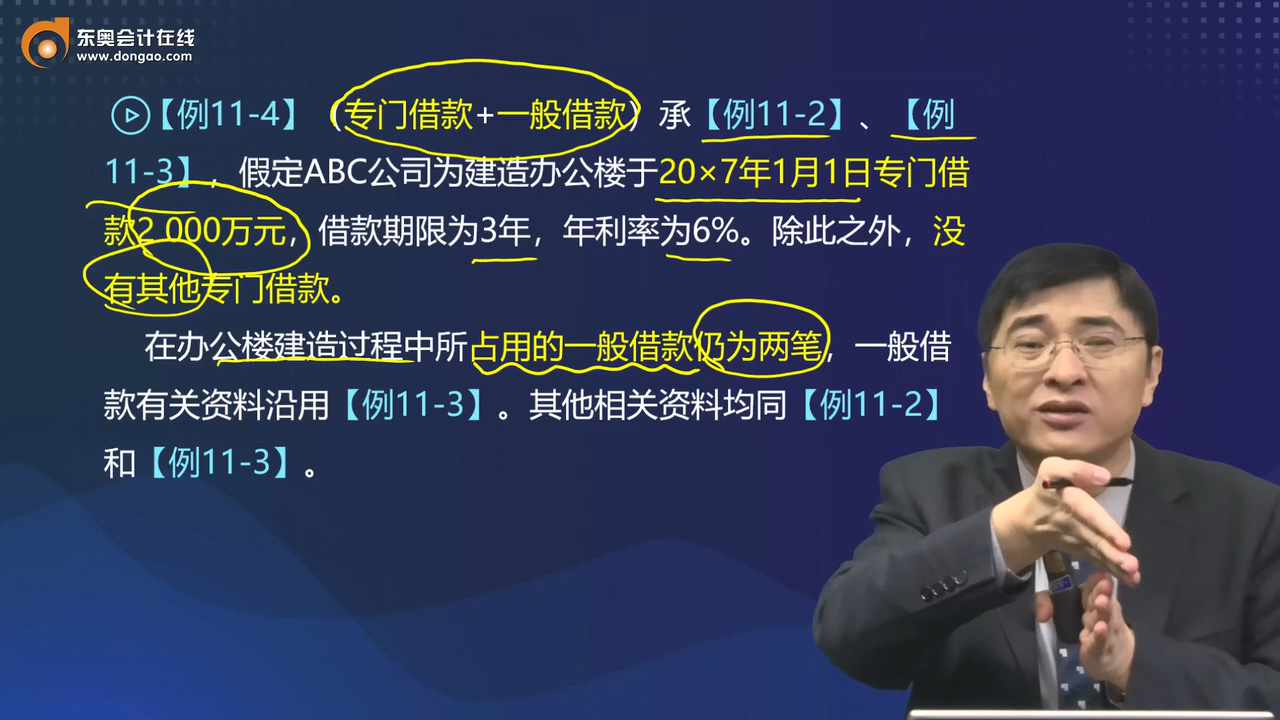 东奥会计在线
www.dongao.com
【例11-4】（专门借款+一般借款）承【例11-2】、【例
11-3】，假定ABC公司为建造办公楼于20×7年1月1日专门借
款2 000万元，借款期限为3年，年利率为6%。除此之外，没
有其他专门借款。
在办公楼建造过程中所占用的一般借款仍为两笔，一般借
款有关资料沿用【例11-3】。其他相关资料均同【例11-2】
和【例11-3】。